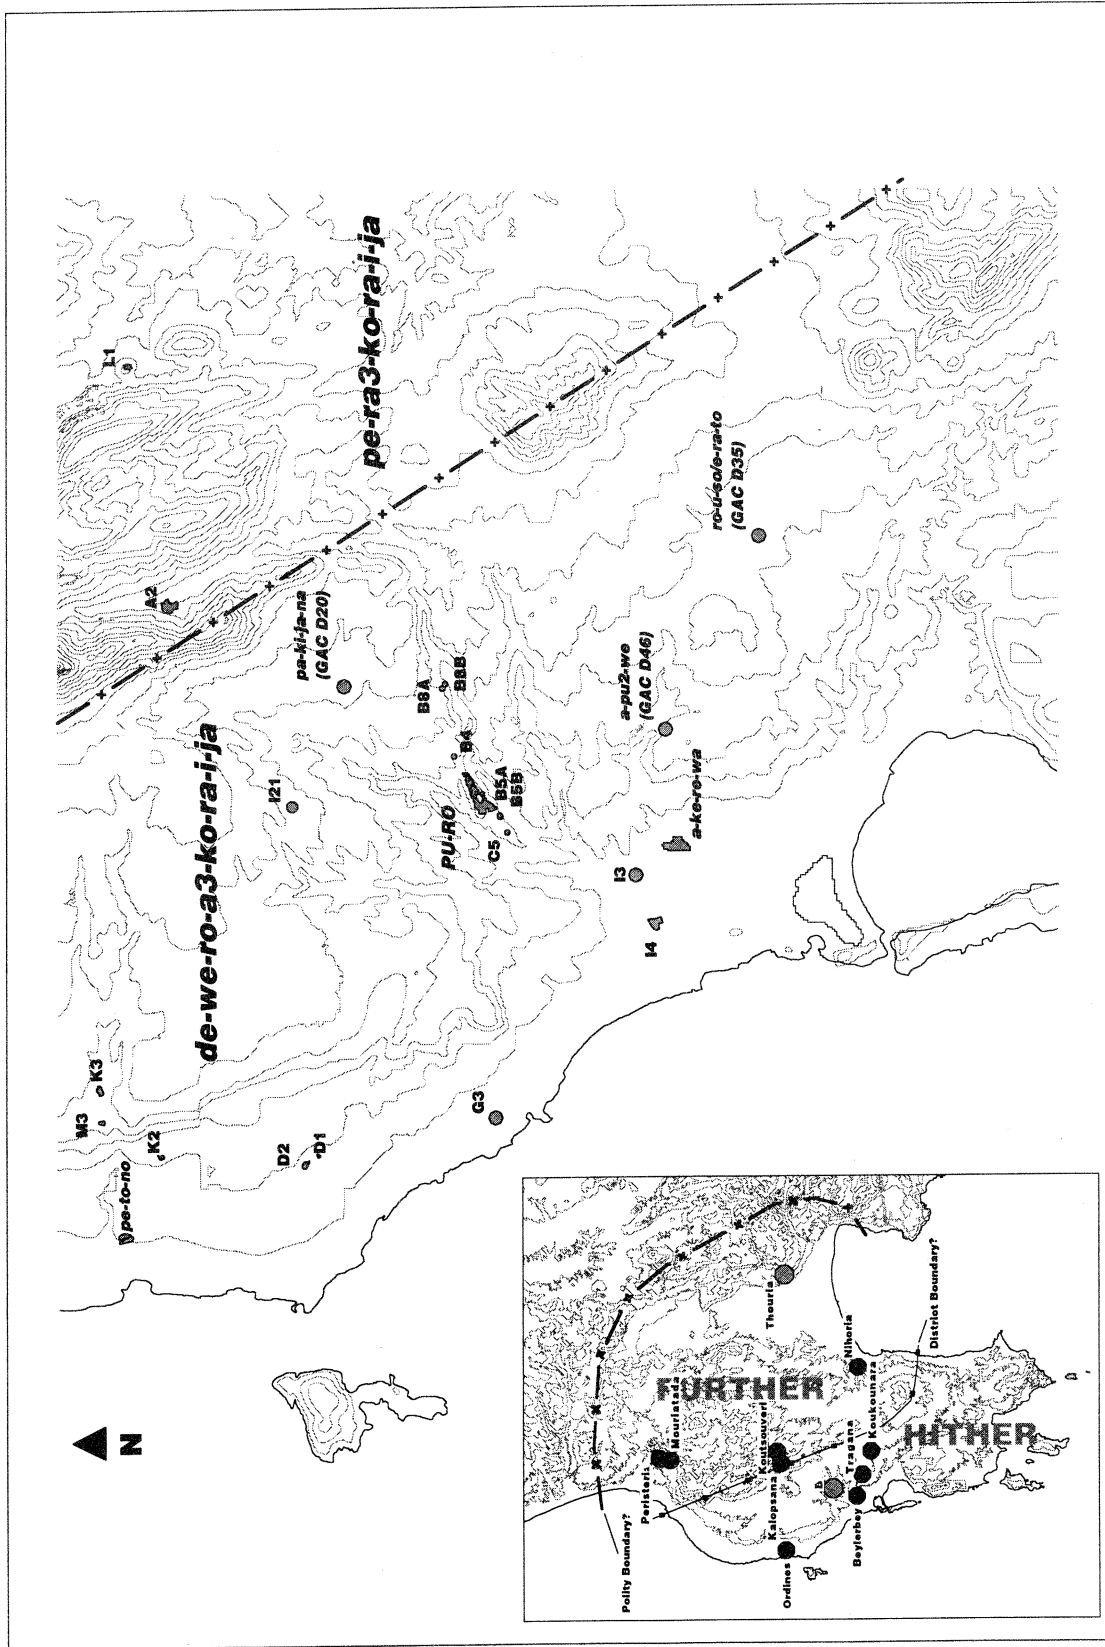 L1
pe-ra3-ko-ra-i-ja
A2
pa-ki-ja-na
(GAC D20)
ro-u-so/e-ra-to
(GAC D35)
de-we-ro-a3-ko-ra-i-ja
I21
B8A
B8B
B4
PU-RO
B5A
B5B
C5
a-pu2-we
(GAC D46)
a-ke-re-wa
I3
I4
M3
K3
K2
pe-to-no
D2
D1
G3
N
Polity Boundary?
Peristeria
Mouriatada
FURTHER
Thouria
Koutsouveri
Kalopsana
Ordines
Tragana
Beylerbey
Nihoria
Koukounara
HITHER
District Boundary?